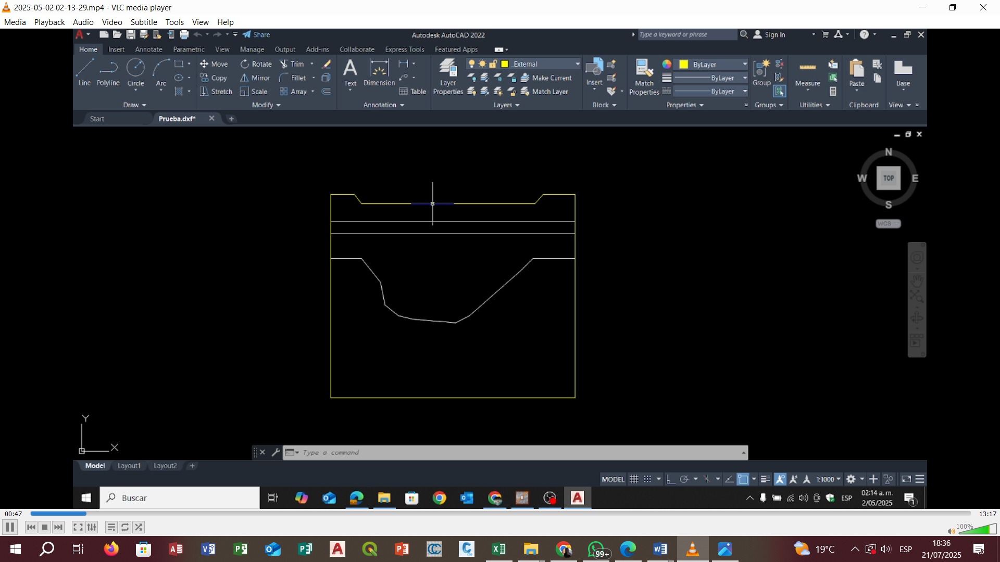 2025-05-02 02-13-29.mp4 - VLC media player
Media Playback Audio Video Subtitle Tools View Help
Share
Autodesk AutoCAD 2022
Type a keyword or phrase
Sign In
Home Insert Annotate Parametric View Manage Output Add-ins Collaborate Express Tools Featured Apps
Line
Polyline
Circle
Arc
Move
Rotate
Trim
Copy
Mirror
Fillet
Stretch
Scale
Array
Text
Dimension
Table
Layer Properties
_External
Make Current
Match Layer
Insert
Match Properties
ByLayer
ByLayer
ByLayer
Group
Measure
Paste
Base
Draw
Modify
Annotation
Layers
Block
Properties
Groups
Utilities
Clipboard
View
Start
Prueba.dxf*
N
W
TOP
E
S
WCS
Y
X
Type a command
Model Layout1 Layout2
MODEL
1:1000
Buscar
ESP
02:14 a. m.
2/05/2025
1
00:47
13:17
100%
99+
19°C
ESP
18:36
21/07/2025